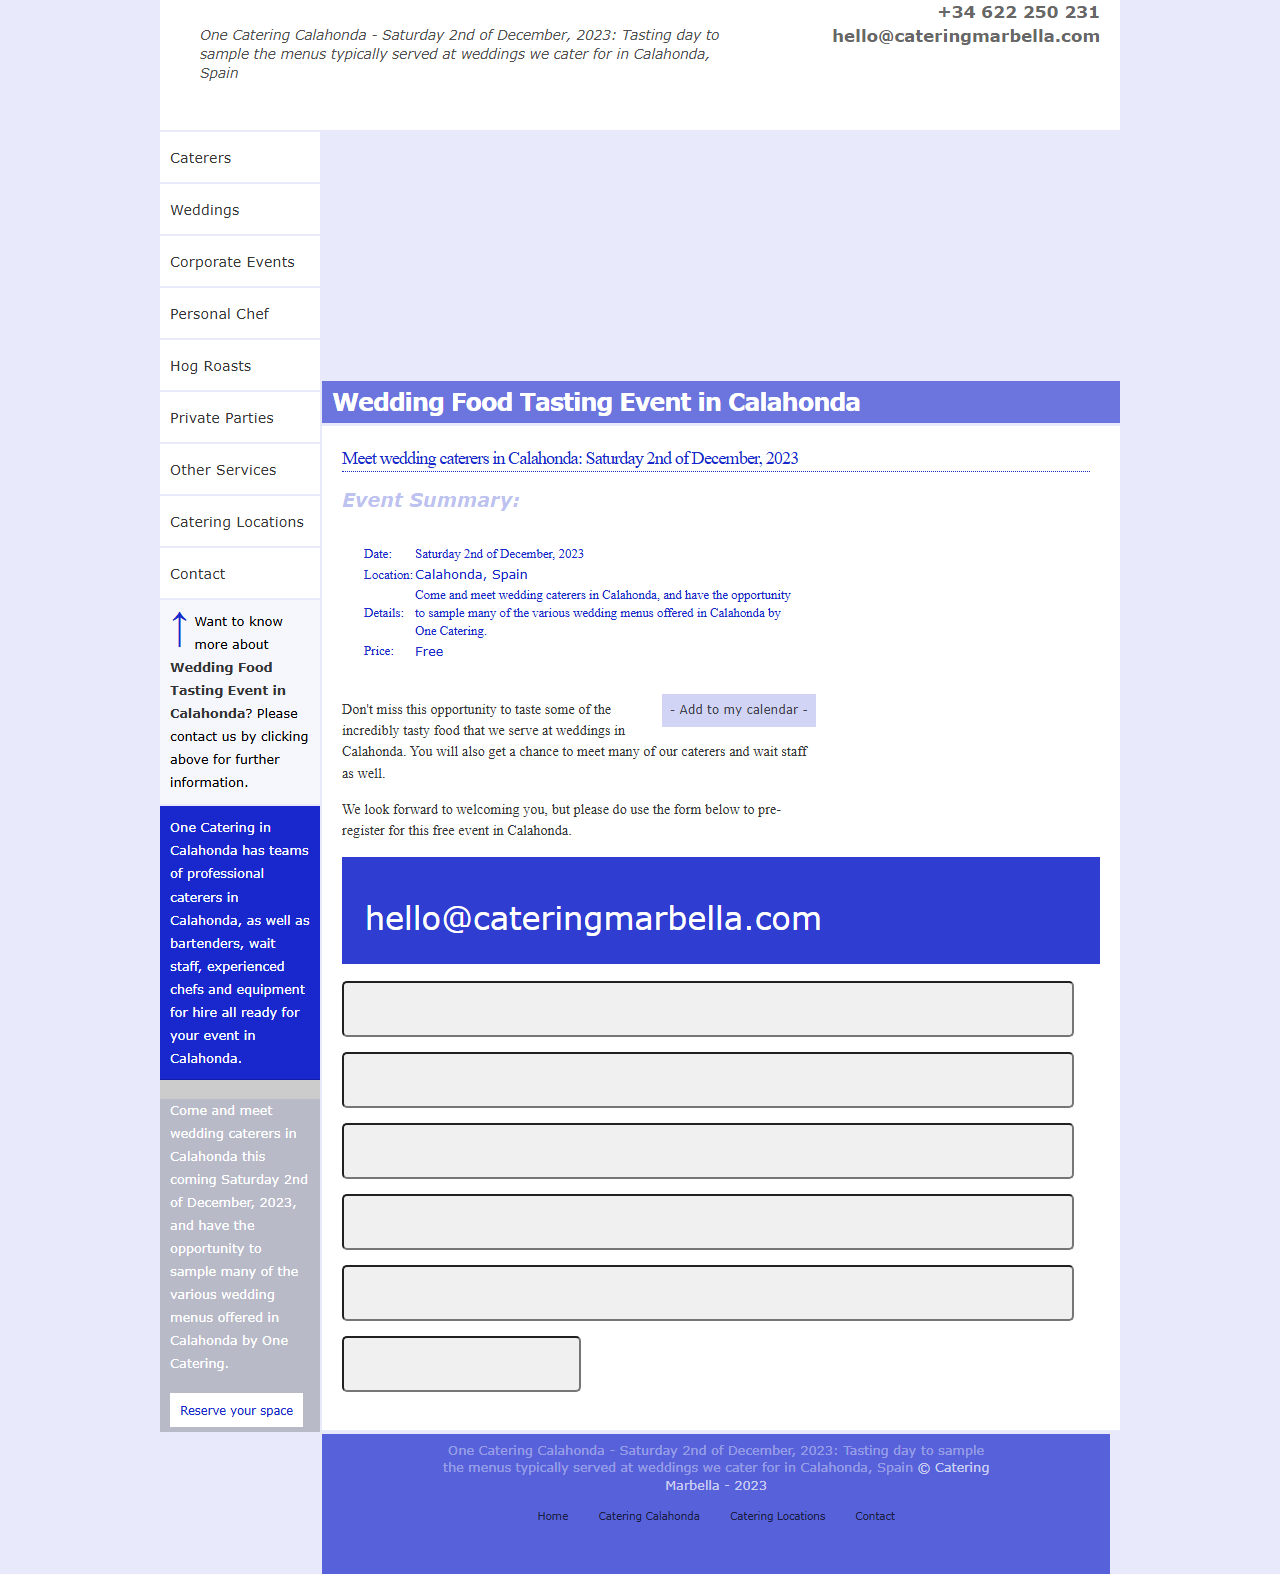 +34 622 250 231
hello@cateringmarbella.com
One Catering Calahonda - Saturday 2nd of December, 2023: Tasting day to
sample the menus typically served at weddings we cater for in Calahonda,
Spain
Caterers
Weddings
Corporate Events
Personal Chef
Hog Roasts
Private Parties
Other Services
Catering Locations
Contact
↑ Want to know
more about
Wedding Food
Tasting Event in
Calahonda? Please
contact us by clicking
above for further
information.
One Catering in
Calahonda has teams
of professional
caterers in
Calahonda, as well as
bartenders, wait
staff, experienced
chefs and equipment
for hire all ready for
your event in
Calahonda.
Come and meet
wedding caterers in
Calahonda this
coming Saturday 2nd
of December, 2023,
and have the
opportunity to
sample many of the
various wedding
menus offered in
Calahonda by One
Catering.
Reserve your space
Wedding Food Tasting Event in Calahonda
Meet wedding caterers in Calahonda: Saturday 2nd of December, 2023
Event Summary:
Date: Saturday 2nd of December, 2023
Location: Calahonda, Spain
Come and meet wedding caterers in Calahonda, and have the opportunity
Details: to sample many of the various wedding menus offered in Calahonda by
One Catering.
Price: Free
- Add to my calendar -
Don't miss this opportunity to taste some of the
incredibly tasty food that we serve at weddings in
Calahonda. You will also get a chance to meet many of our caterers and wait staff
as well.
We look forward to welcoming you, but please do use the form below to pre-
register for this free event in Calahonda.
hello@cateringmarbella.com
One Catering Calahonda - Saturday 2nd of December, 2023: Tasting day to sample
the menus typically served at weddings we cater for in Calahonda, Spain © Catering
Marbella - 2023
Home Catering Calahonda Catering Locations Contact